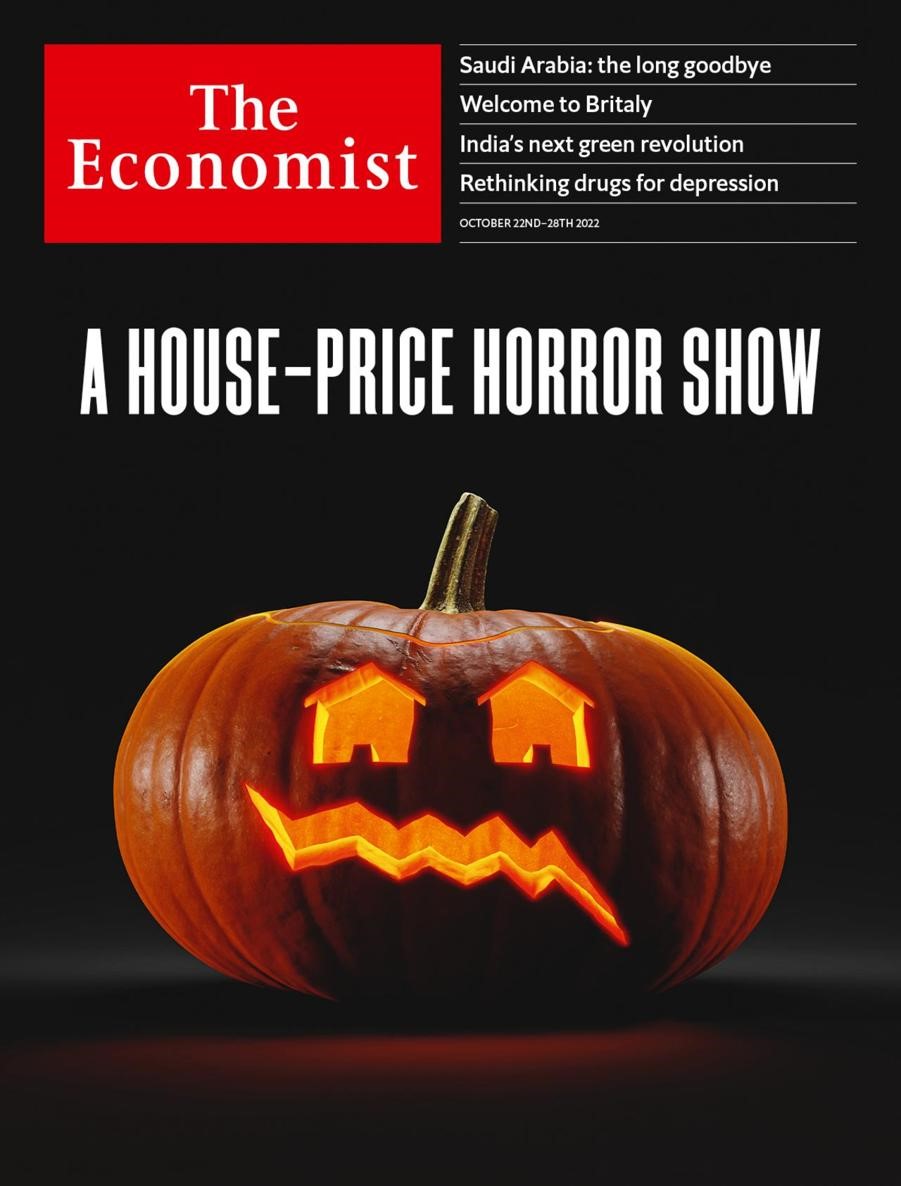 The
Economist
Saudi Arabia: the long goodbye
Welcome to Britaly
India’s next green revolution
Rethinking drugs for depression
OCTOBER 22ND–28TH 2022
A HOUSE-PRICE HORROR SHOW